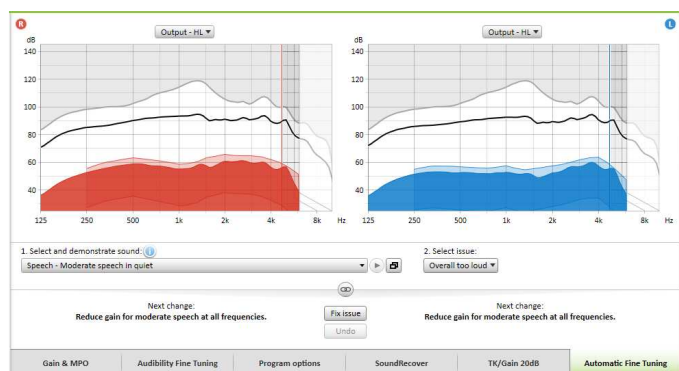 R
Output - HL
Output - HL
L
dB
dB
140
140
120
120
100
100
80
80
60
60
40
40
125 250 500 1k 2k 4k 8k Hz
125 250 500 1k 2k 4k 8k Hz
1. Select and demonstrate sound:
2. Select issue:
Speech - Moderate speech in quiet
Overall too loud
Next change:
Reduce gain for moderate speech at all frequencies.
Fix issue
Undo
Next change:
Reduce gain for moderate speech at all frequencies.
Gain & MPO Audibility Fine Tuning Program options SoundRecover TK/Gain 20dB Automatic Fine Tuning